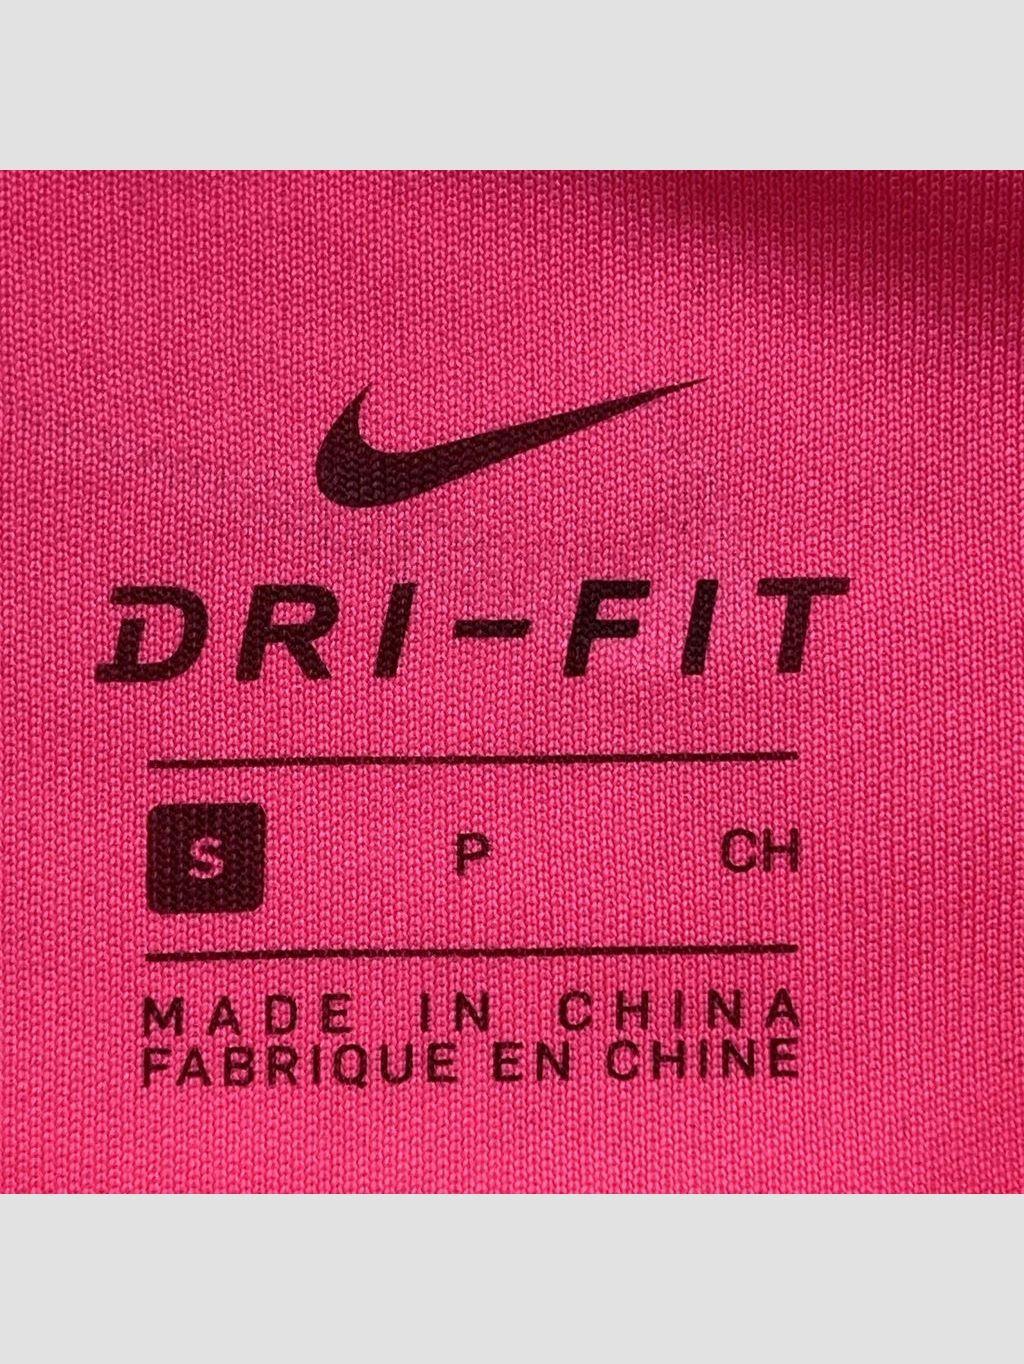 DRI-FIT
S P CH
MADE IN CHINA
FABRIQUE EN CHINE